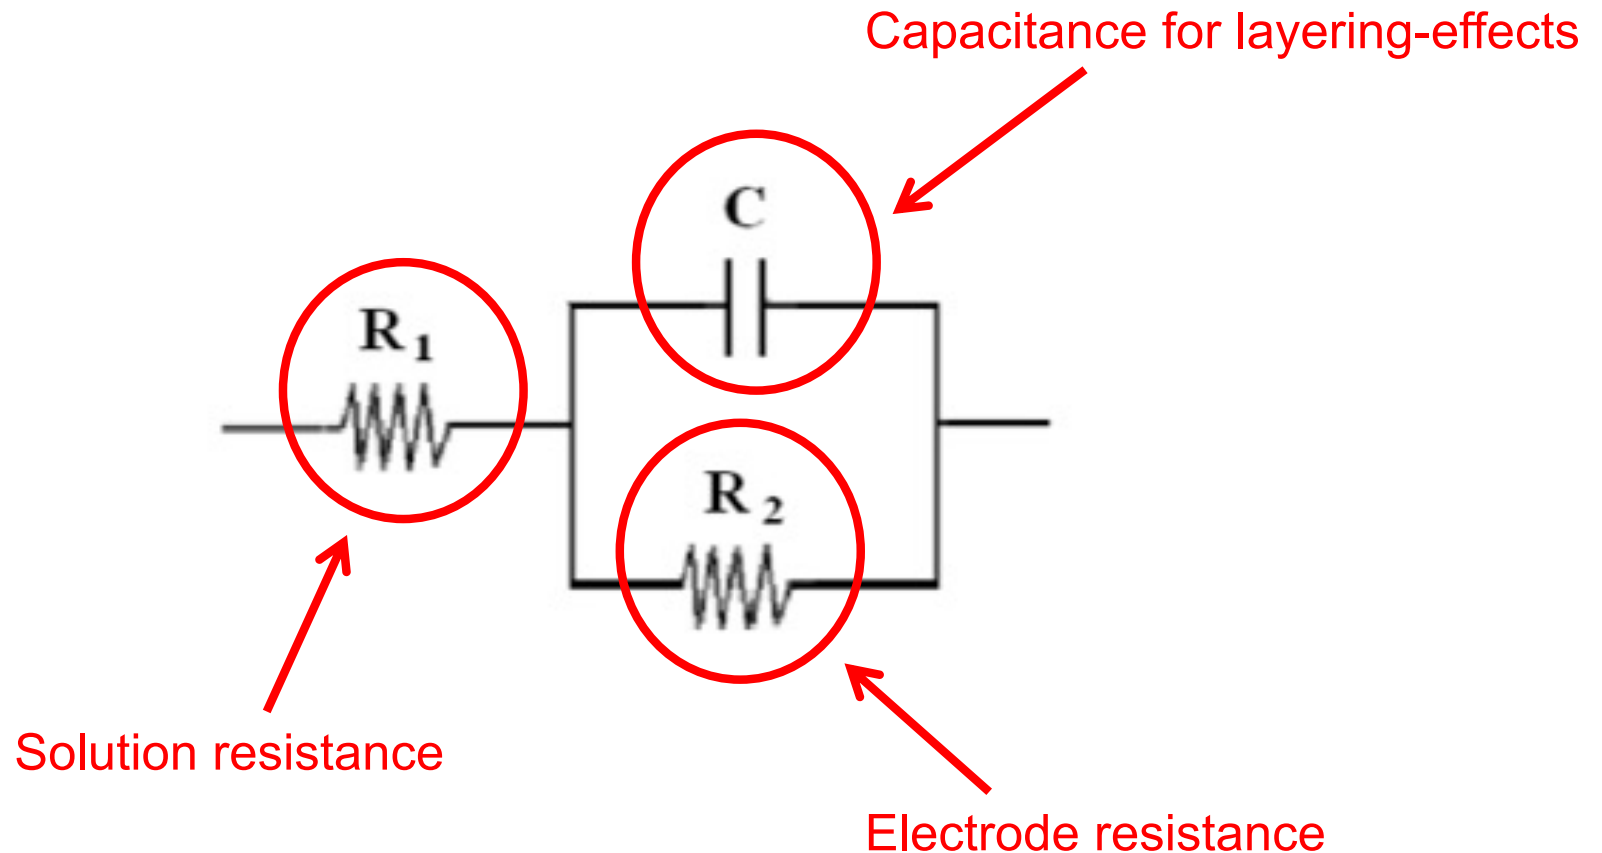 Capacitance for layering-effects
C
R1
R2
Solution resistance
Electrode resistance